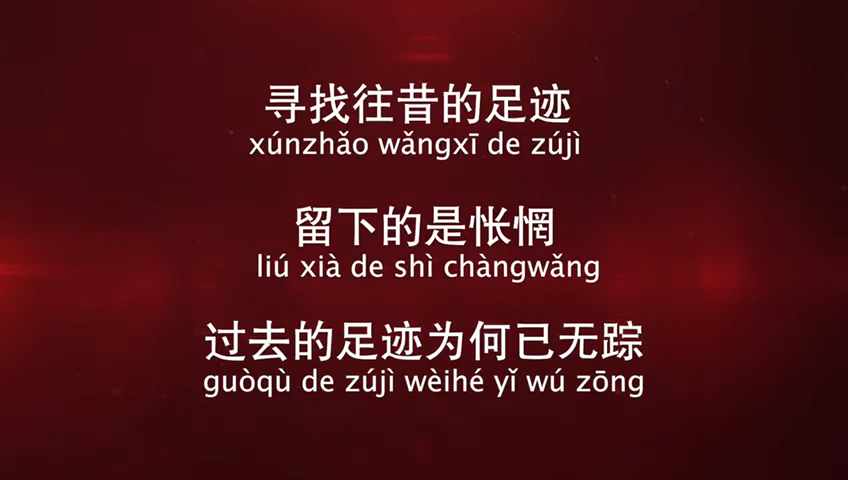 寻找往昔的足迹
xúnzhǎo wǎngxī de zújì
留下的是怅惘
liú xià de shì chàngwǎng
过去的足迹为何已无踪
guòqù de zújì wèihé yǐ wú zōng